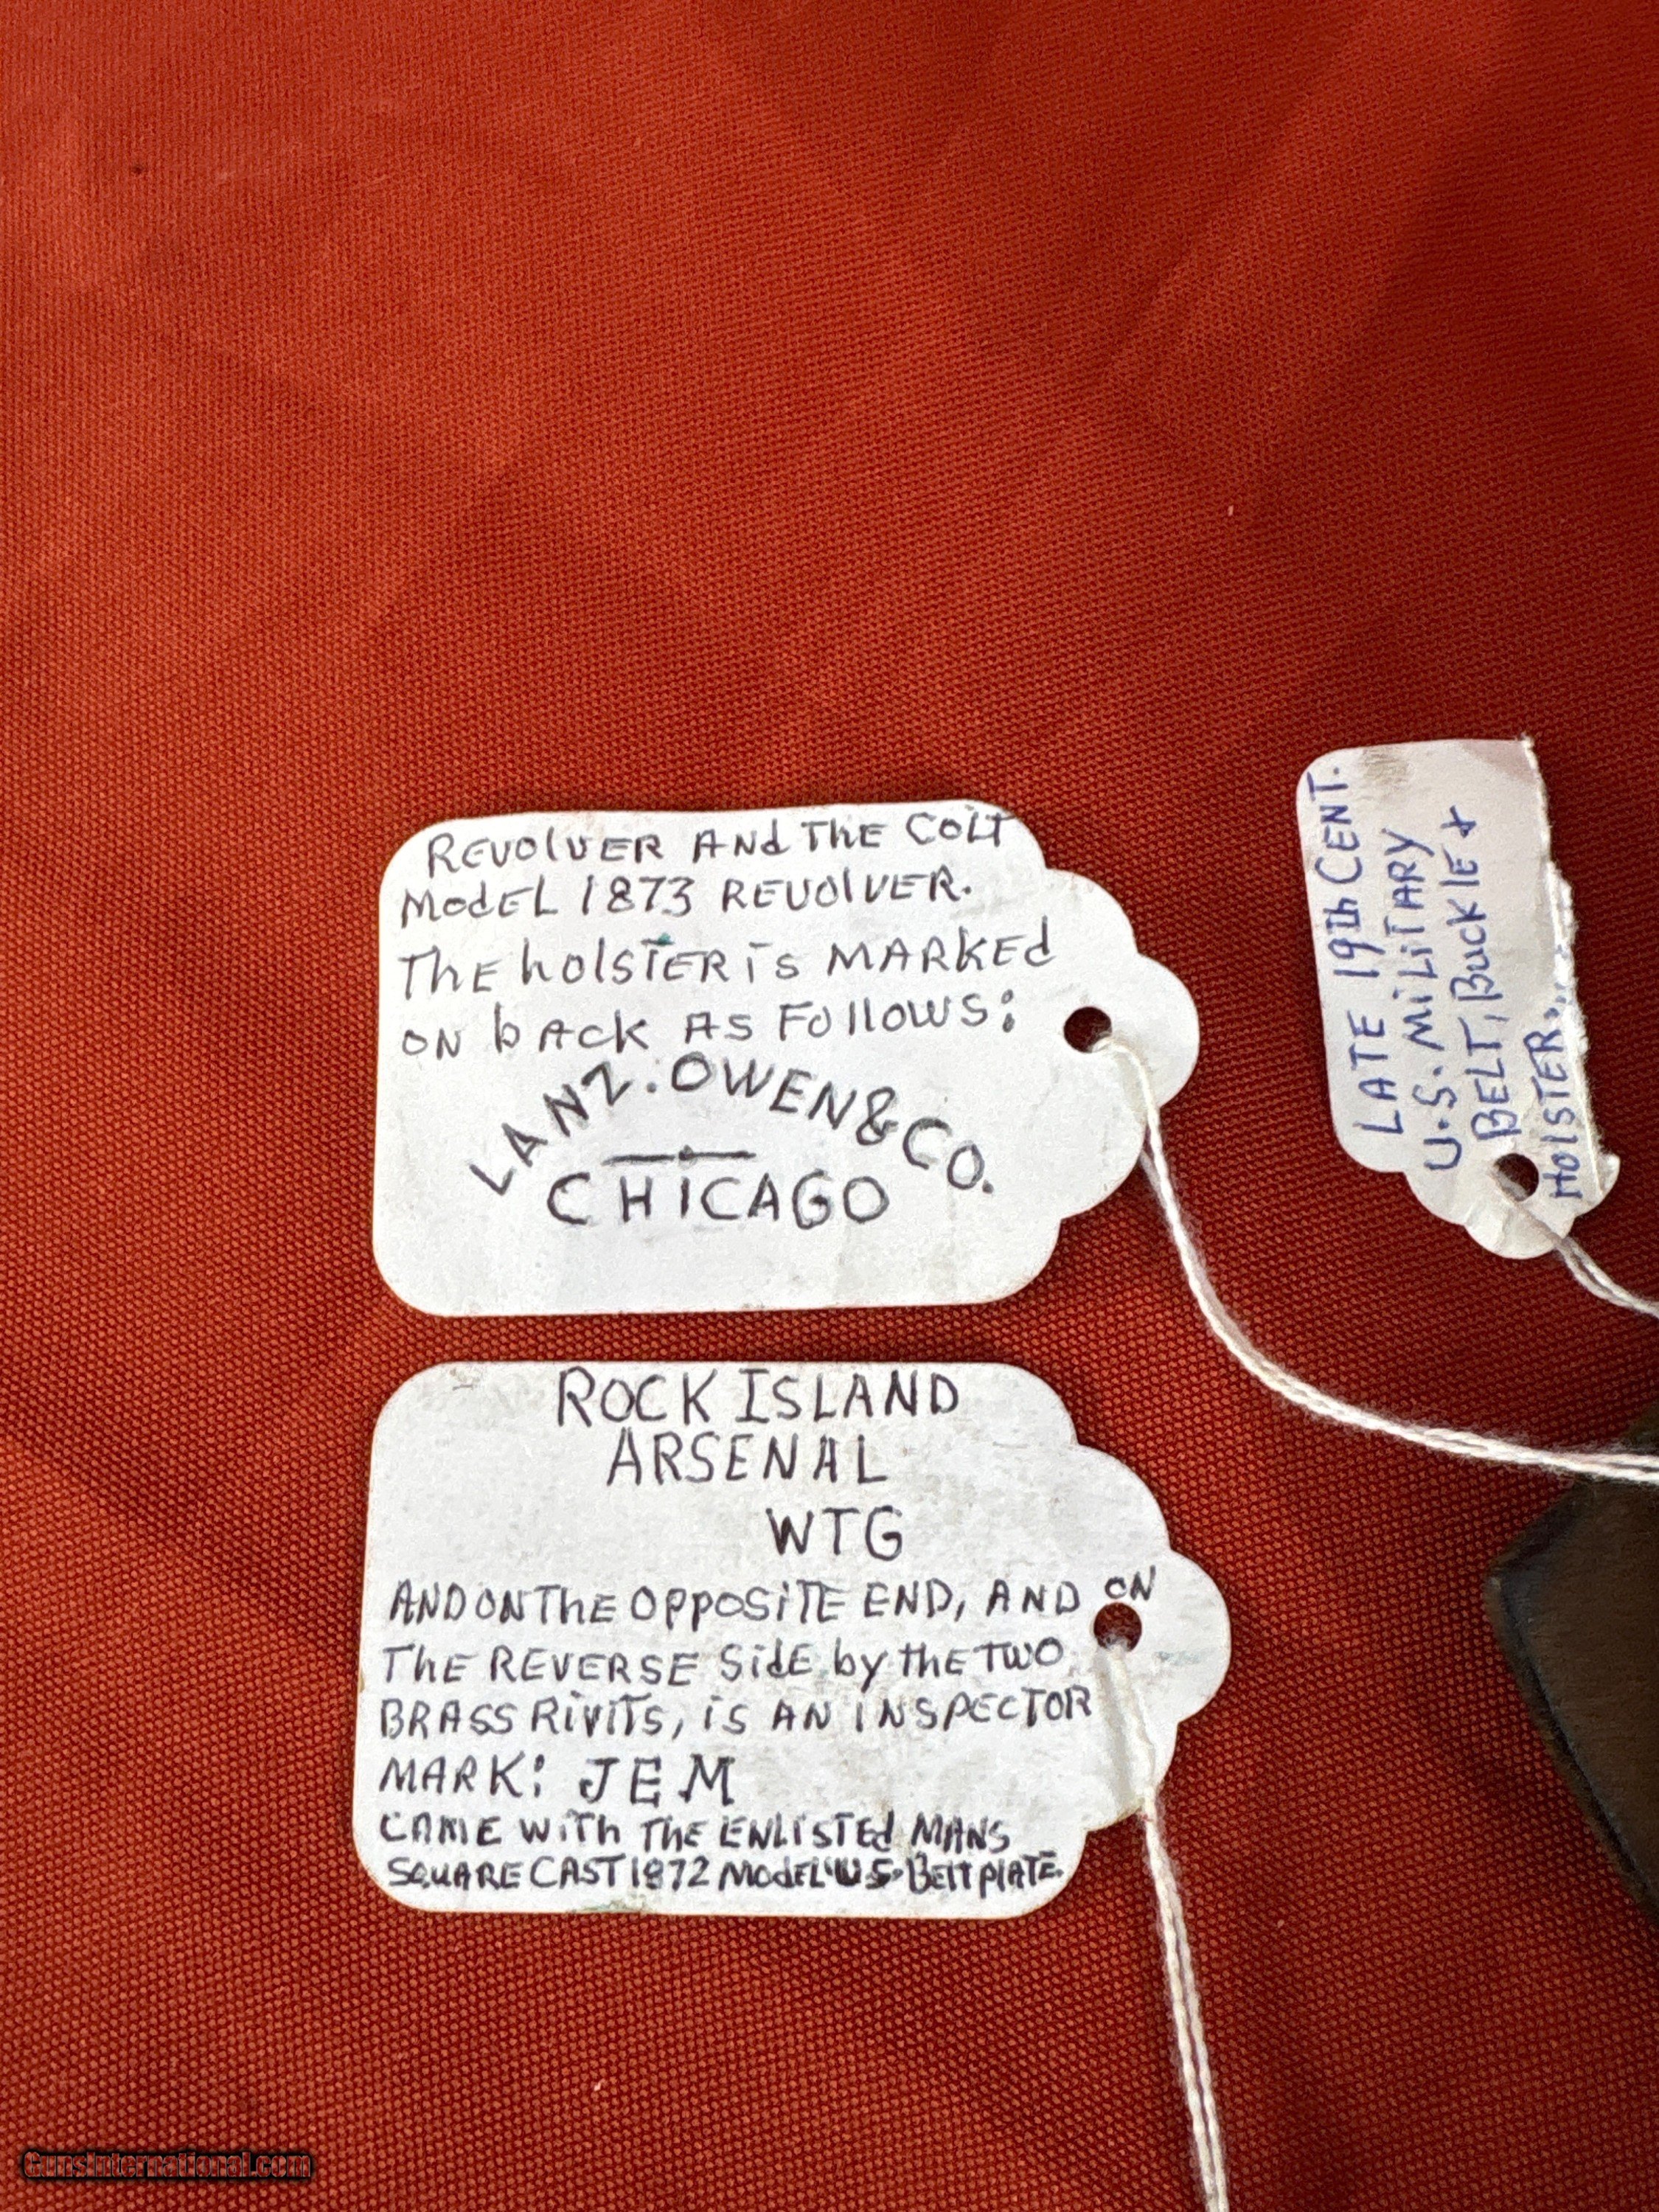 REVOLVER AND THE COLT
MODEL 1873 REVOLVER.
THE holSTER iS MARKEd
ON bACK AS FOllOWS:
LANZ. OWEN & CO.
CHICAGO
LATE 19th CENT.
U.S. MiLiTARY
BELT, BUCKlE +
HOlSTER...
ROCK ISLAND
ARSENAL
WTG
AND ON THE OPPOSiTE END, AND ON
THE REVERSE SidE by THE TWO
BRASS RiViTS, iS AN INSPECTOR
MARK: JEM
CAME WiTh THE ENLiSTEd MANS
SQUARE CAST 1872 MODEL "U.S. BElT PlATE.
GunsInternational.com